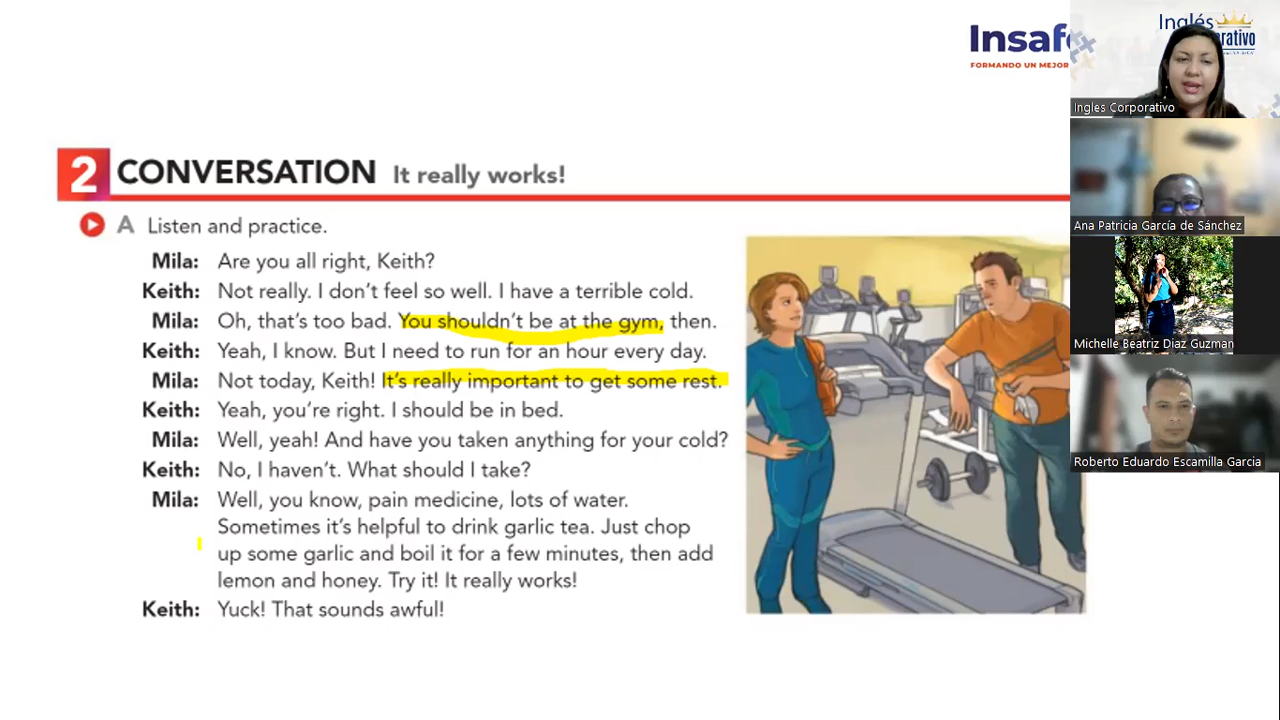 Insafo
FORMANDO UN MEJOR
Inglés
rativo
Ingles Corporativo
Ana Patricia García de Sánchez
Michelle Beatriz Diaz Guzman
Roberto Eduardo Escamilla Garcia
2 CONVERSATION It really works!
A Listen and practice.
Mila: Are you all right, Keith?
Keith: Not really. I don't feel so well. I have a terrible cold.
Mila: Oh, that's too bad. You shouldn't be at the gym, then.
Keith: Yeah, I know. But I need to run for an hour every day.
Mila: Not today, Keith! It's really important to get some rest.
Keith: Yeah, you're right. I should be in bed.
Mila: Well, yeah! And have you taken anything for your cold?
Keith: No, I haven't. What should I take?
Mila: Well, you know, pain medicine, lots of water.
Sometimes it's helpful to drink garlic tea. Just chop
up some garlic and boil it for a few minutes, then add
lemon and honey. Try it! It really works!
Keith: Yuck! That sounds awful!